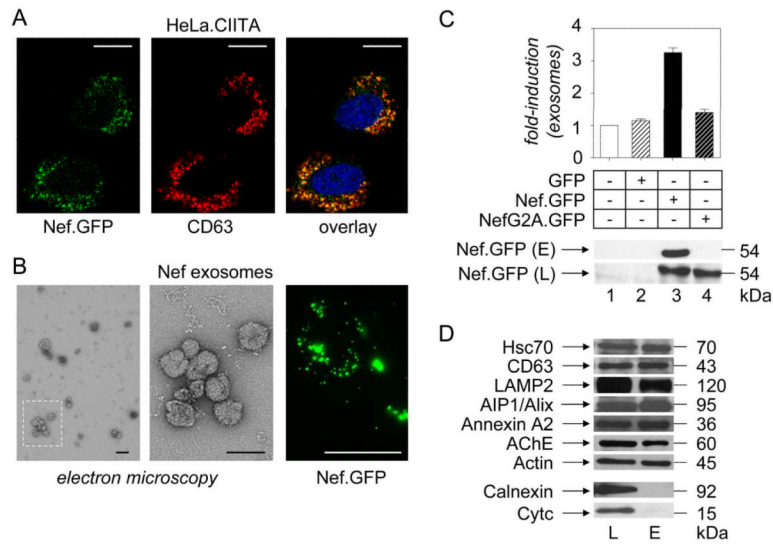 A
HeLa.CIITA
Nef.GFP CD63 overlay
B
Nef exosomes
electron microscopy Nef.GFP
C
fold-induction
(exosomes)
4
3
2
1
0
GFP - + - -
Nef.GFP - - + -
NefG2A.GFP - - - +
Nef.GFP (E) 54
Nef.GFP (L) 54
1 2 3 4 kDa
D
Hsc70 70
CD63 43
LAMP2 120
AIP1/Alix 95
Annexin A2 36
AChE 60
Actin 45
Calnexin 92
Cytc 15
L E kDa